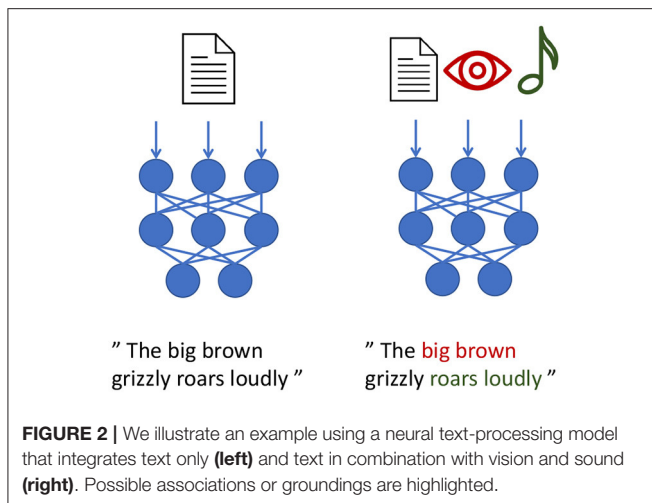 ” The big brown
grizzly roars loudly ”
” The big brown
grizzly roars loudly ”
FIGURE 2 | We illustrate an example using a neural text-processing model
that integrates text only (left) and text in combination with vision and sound
(right). Possible associations or groundings are highlighted.